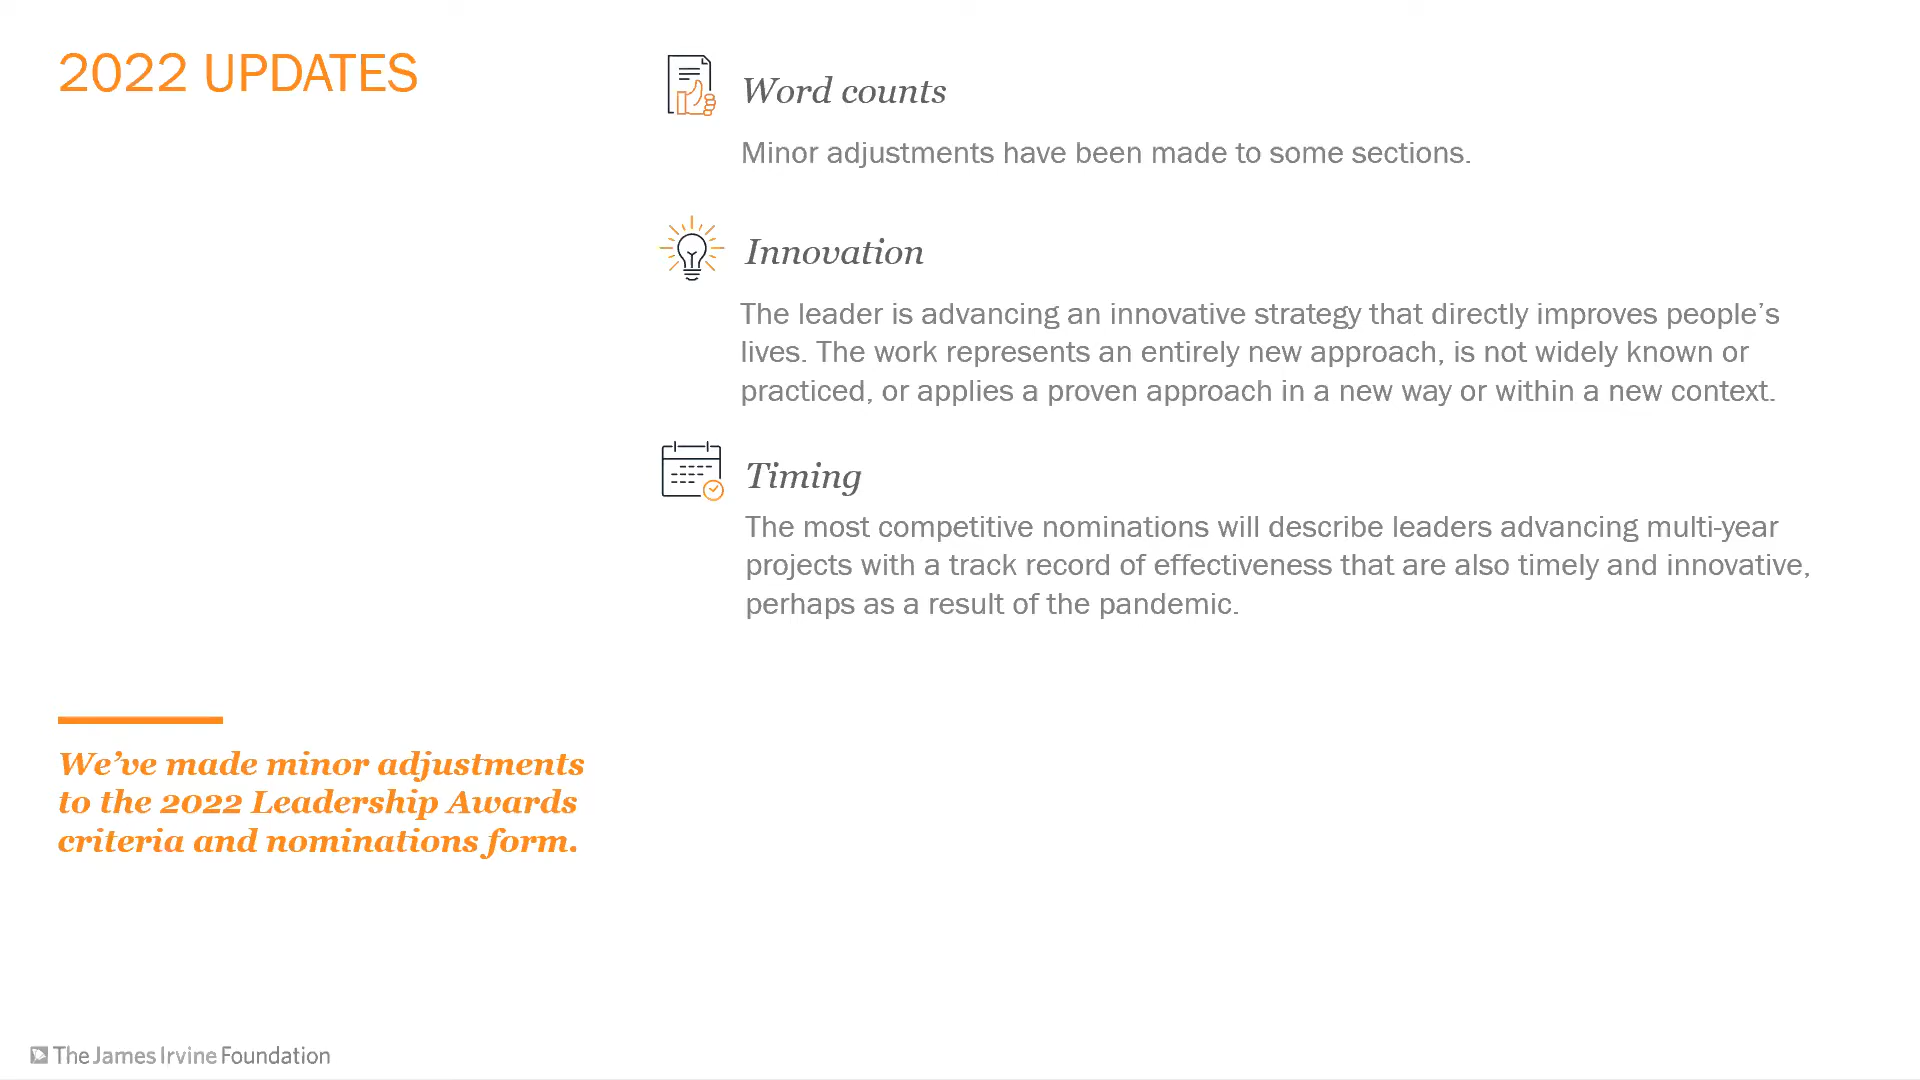 2022 UPDATES
Word counts
Minor adjustments have been made to some sections.
Innovation
The leader is advancing an innovative strategy that directly improves people’s
lives. The work represents an entirely new approach, is not widely known or
practiced, or applies a proven approach in a new way or within a new context.
Timing
The most competitive nominations will describe leaders advancing multi-year
projects with a track record of effectiveness that are also timely and innovative,
perhaps as a result of the pandemic.
We’ve made minor adjustments
to the 2022 Leadership Awards
criteria and nominations form.
The James Irvine Foundation